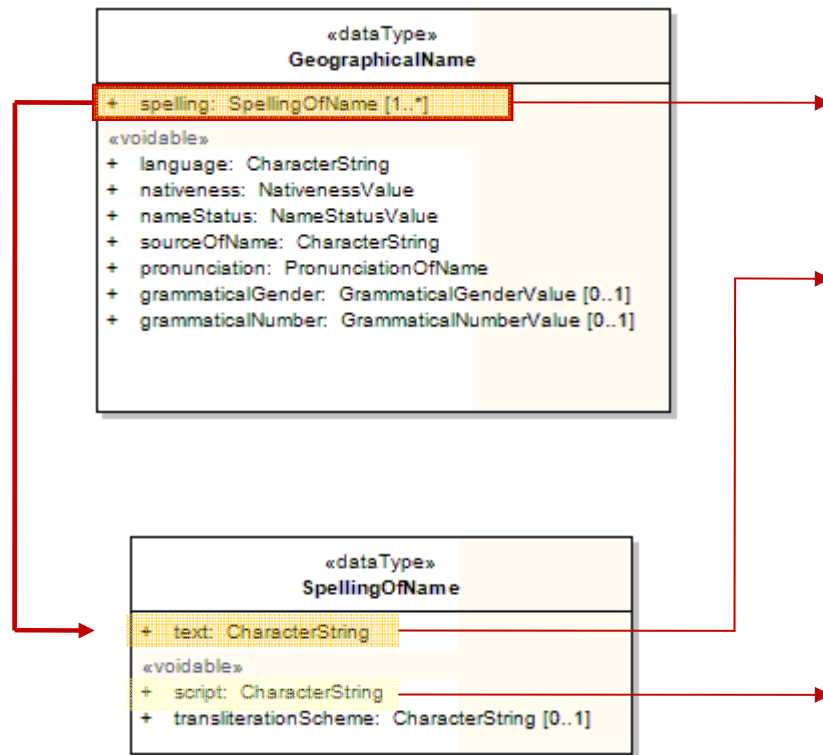 «dataType»
GeographicalName
+ spelling: SpellingOfName [1..*]
«voidable»
+ language: CharacterString
+ nativeness: NativenessValue
+ nameStatus: NameStatusValue
+ sourceOfName: CharacterString
+ pronunciation: PronunciationOfName
+ grammaticalGender: GrammaticalGenderValue [0..1]
+ grammaticalNumber: GrammaticalNumberValue [0..1]
«dataType»
SpellingOfName
+ text: CharacterString
«voidable»
+ script: CharacterString
+ transliterationScheme: CharacterString [0..1]